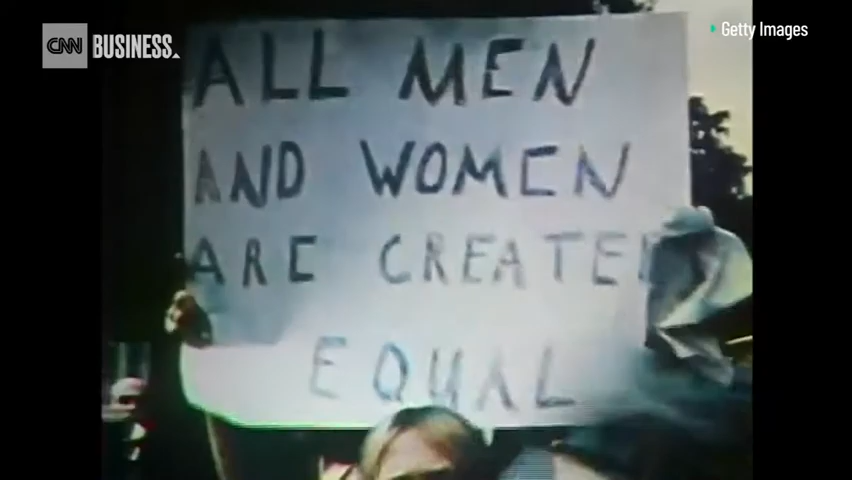 CNN BUSINESS
Getty Images
ALL MEN
AND WOMEN
ARE CREATED
EQUAL